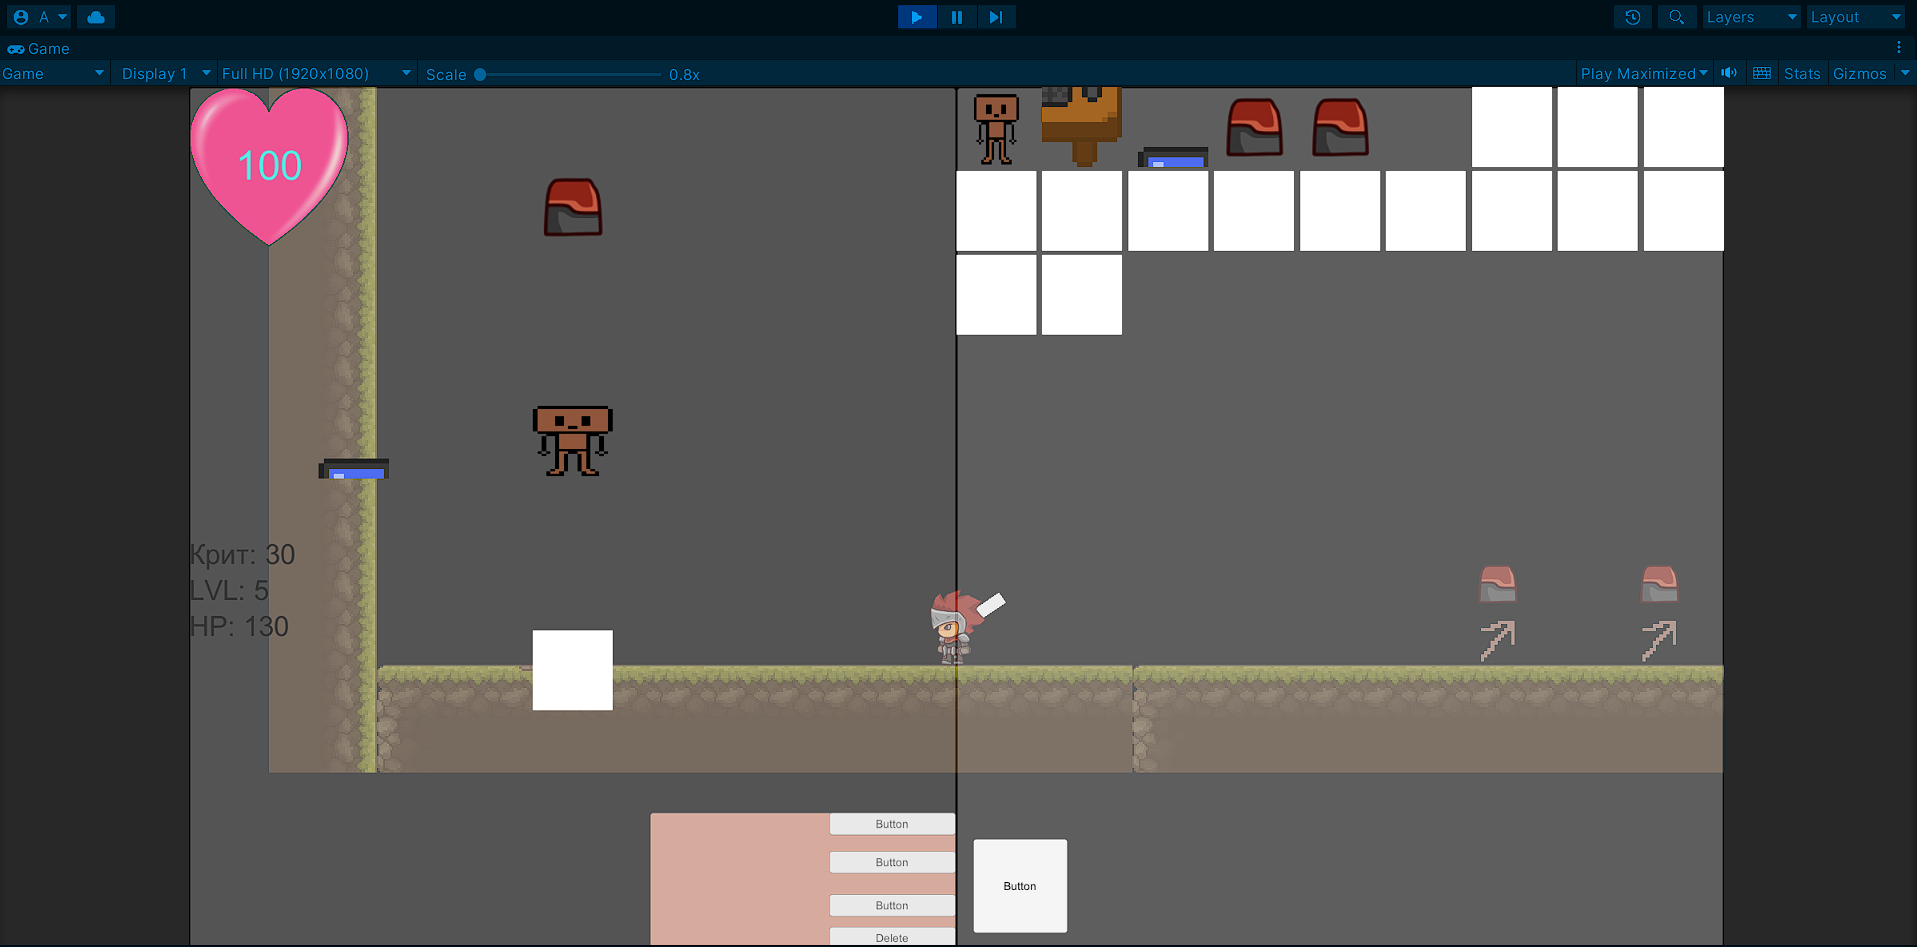 A
Layers
Layout
Game
Game
Display 1
Full HD (1920x1080)
Scale
0.8x
Play Maximized
Stats
Gizmos
100
Крит: 30
LVL: 5
HP: 130
Button
Button
Button
Delete
Button